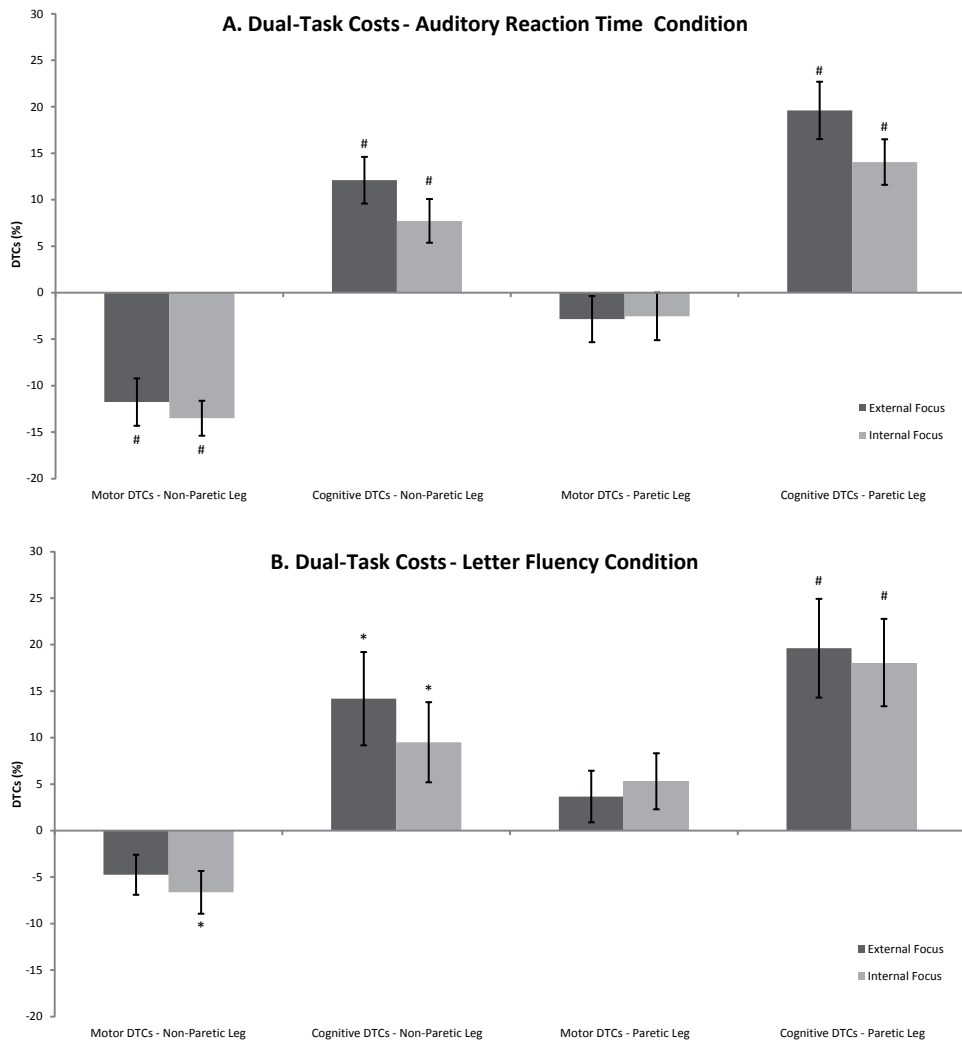 A. Dual-Task Costs - Auditory Reaction Time Condition
30
25
20
15
10
5
0
-5
-10
-15
-20
DTCs (%)
# # # # # #
External Focus
Internal Focus
Motor DTCs - Non-Paretic Leg Cognitive DTCs - Non-Paretic Leg Motor DTCs - Paretic Leg Cognitive DTCs - Paretic Leg
B. Dual-Task Costs - Letter Fluency Condition
30
25
20
15
10
5
0
-5
-10
-15
-20
DTCs (%)
* * * # #
External Focus
Internal Focus
Motor DTCs - Non-Paretic Leg Cognitive DTCs - Non-Paretic Leg Motor DTCs - Paretic Leg Cognitive DTCs - Paretic Leg